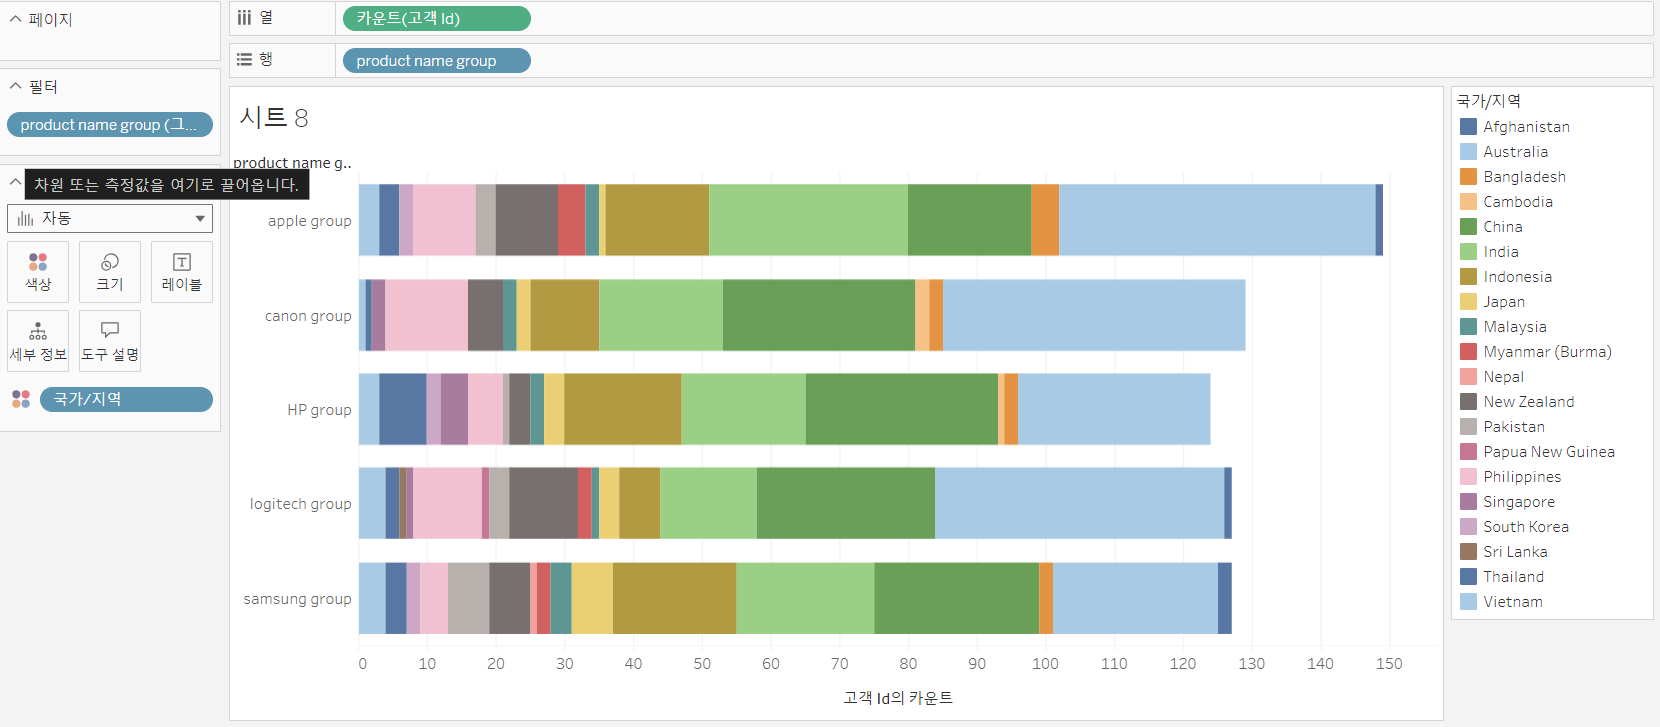 페이지
필터
product name group (그...
차원 또는 측정값을 여기로 끌어옵니다.
자동
색상
크기
레이블
세부 정보
도구 설명
국가/지역
열
카운트(고객 Id)
행
product name group
시트 8
product name g..
apple group
canon group
HP group
logitech group
samsung group
0 10 20 30 40 50 60 70 80 90 100 110 120 130 140 150
고객 Id의 카운트
국가/지역
Afghanistan
Australia
Bangladesh
Cambodia
China
India
Indonesia
Japan
Malaysia
Myanmar (Burma)
Nepal
New Zealand
Pakistan
Papua New Guinea
Philippines
Singapore
South Korea
Sri Lanka
Thailand
Vietnam